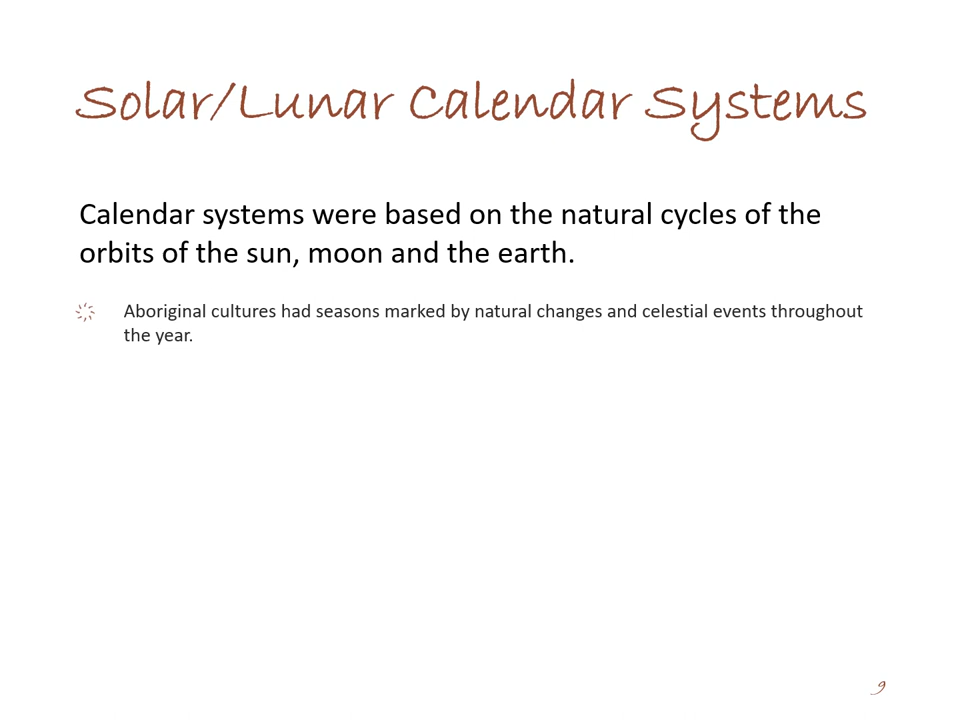 Solar/Lunar Calendar Systems
Calendar systems were based on the natural cycles of the
orbits of the sun, moon and the earth.
Aboriginal cultures had seasons marked by natural changes and celestial events throughout
the year.
9